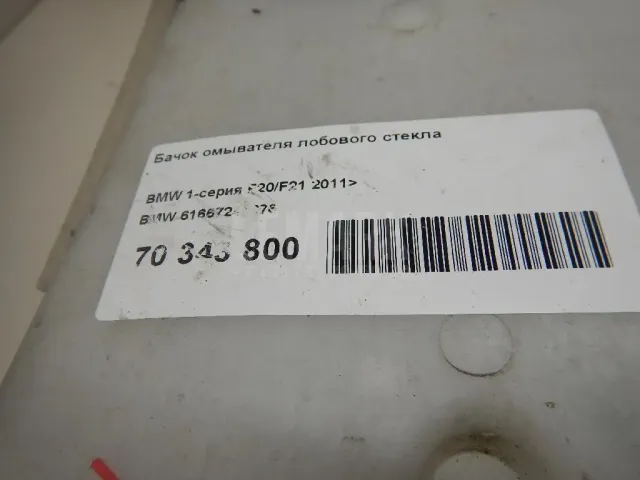 Бачок омывателя лобового стекла
BMW 1-серия F20/F21 2011>
BMW
70 343 800